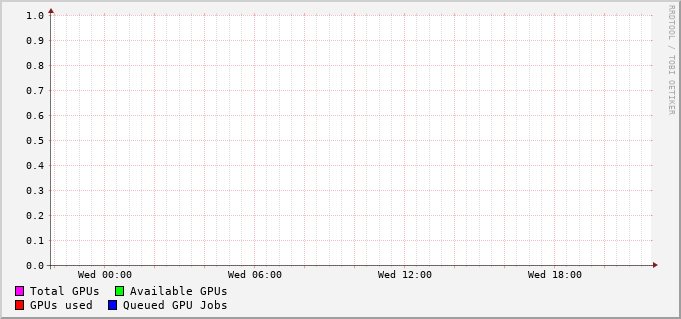 1.0
0.9
0.8
0.7
0.6
0.5
0.4
0.3
0.2
0.1
0.0
Wed 00:00 Wed 06:00 Wed 12:00 Wed 18:00
Total GPUs Available GPUs
GPUs used Queued GPU Jobs
RRDTOOL / TOBI OETIKER